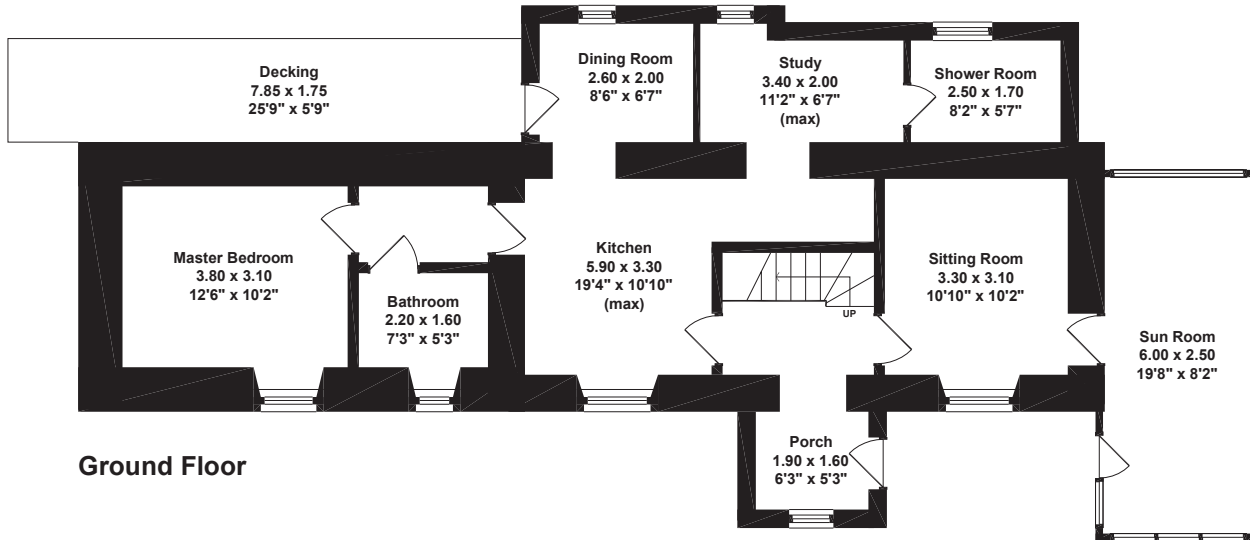 Decking
7.85 x 1.75
25'9" x 5'9"
Dining Room
2.60 x 2.00
8'6" x 6'7"
Study
3.40 x 2.00
11'2" x 6'7"
(max)
Shower Room
2.50 x 1.70
8'2" x 5'7"
Master Bedroom
3.80 x 3.10
12'6" x 10'2"
Bathroom
2.20 x 1.60
7'3" x 5'3"
Kitchen
5.90 x 3.30
19'4" x 10'10"
(max)
UP
Sitting Room
3.30 x 3.10
10'10" x 10'2"
Sun Room
6.00 x 2.50
19'8" x 8'2"
Porch
1.90 x 1.60
6'3" x 5'3"
Ground Floor